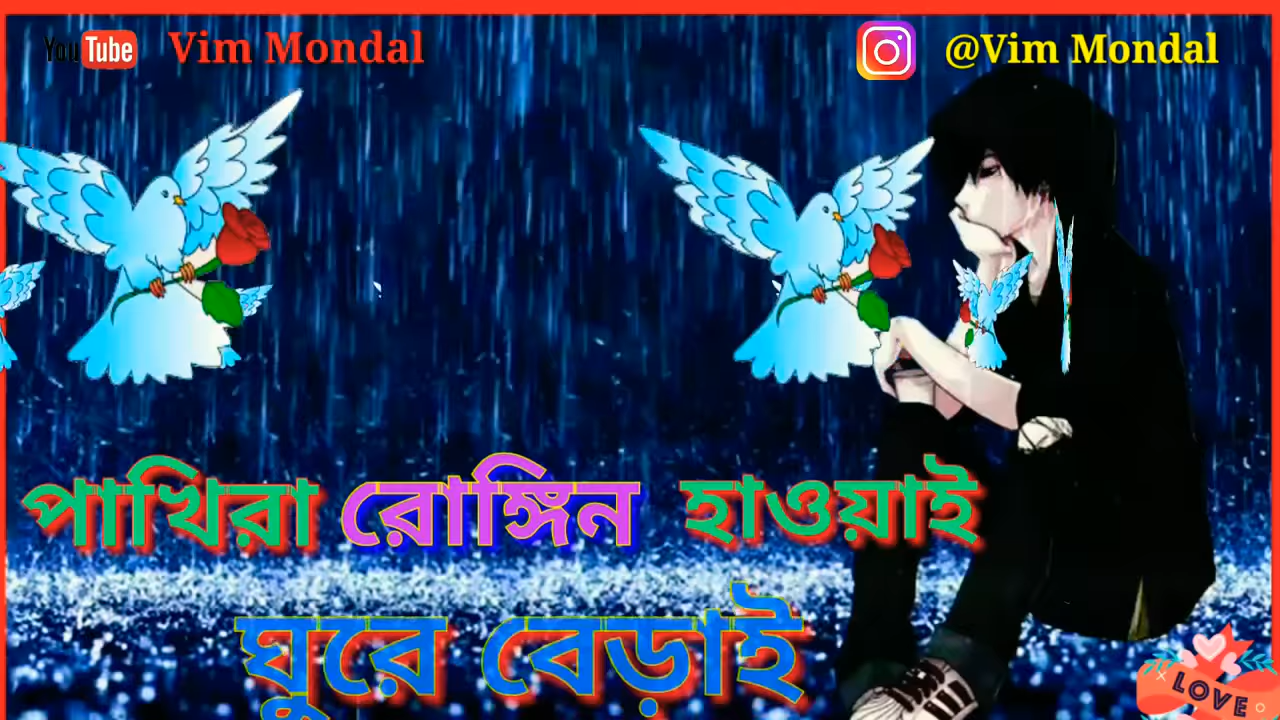 YouTube Vim Mondal
@Vim Mondal
পাখিরা রোঙ্গিন হাওয়াই
ঘুরে বেড়াই
LOVE